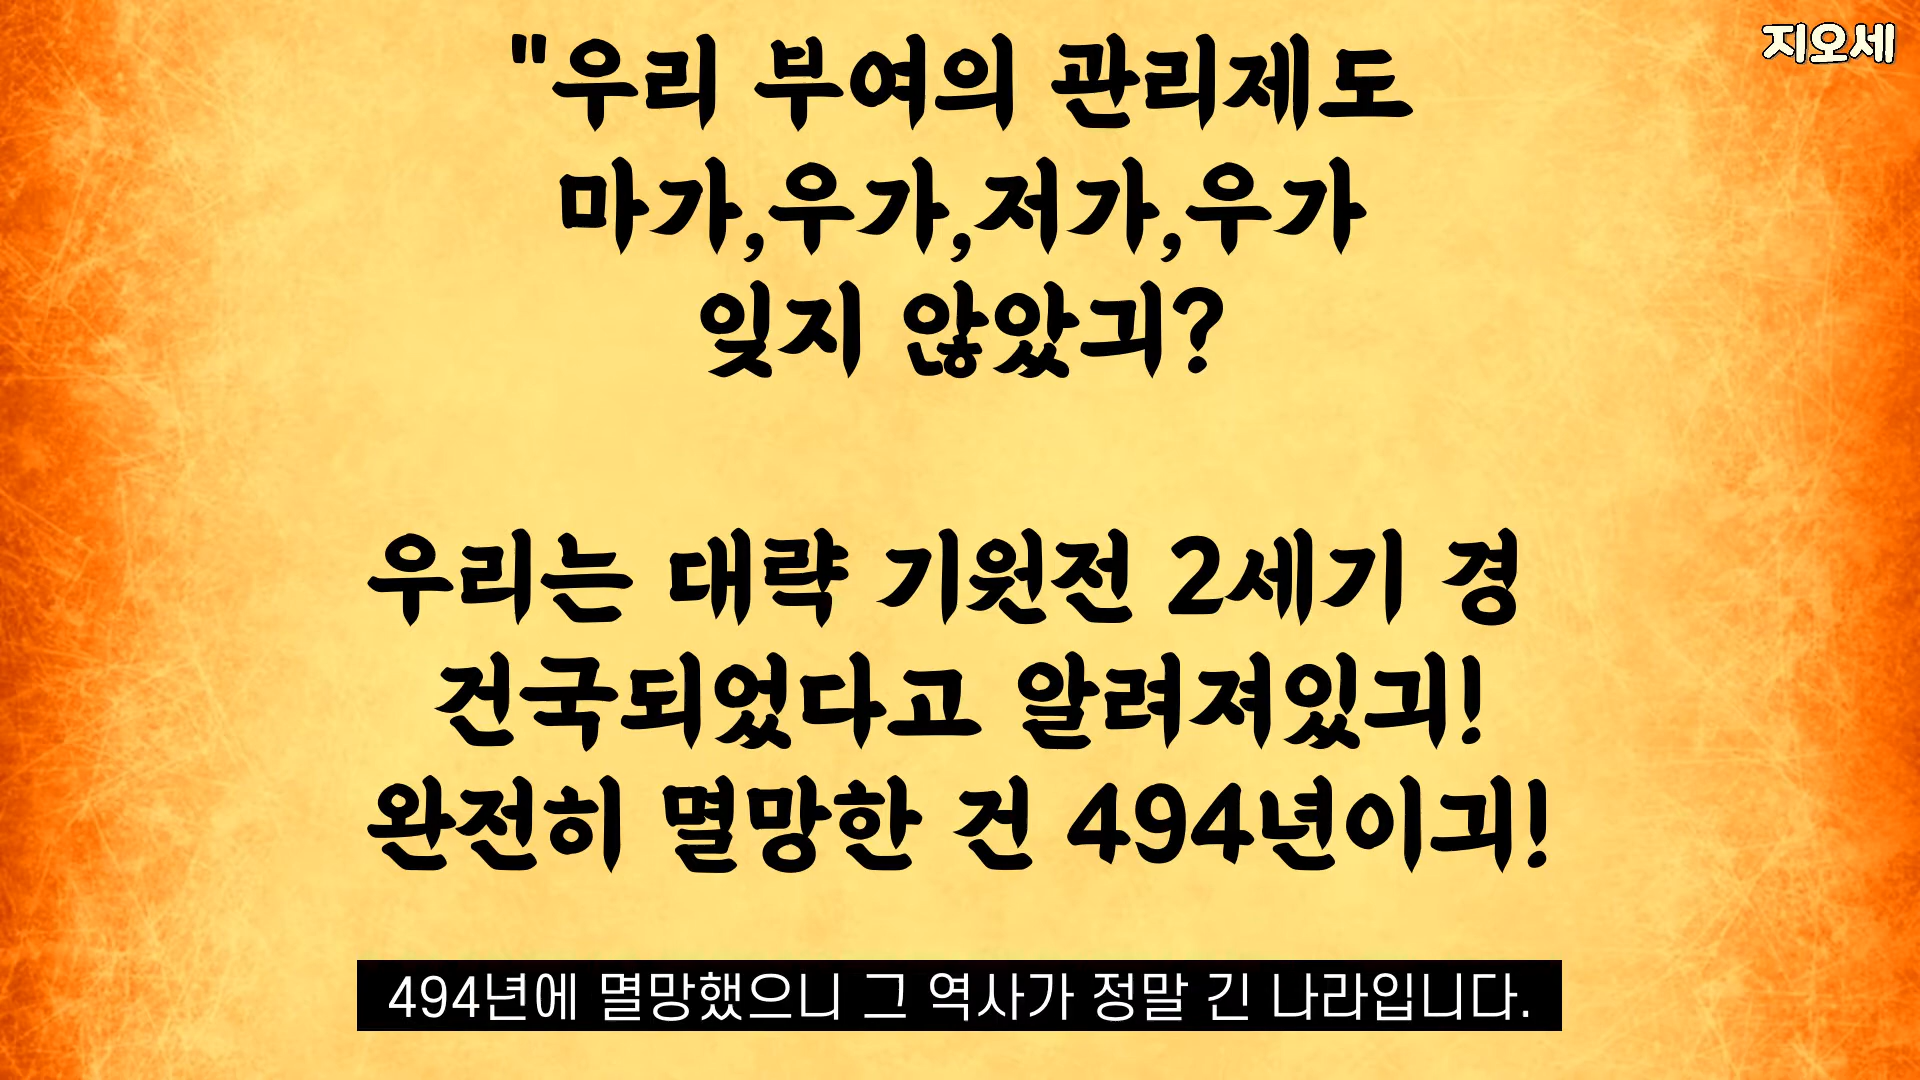 지오세
"우리 부여의 관리제도
마가,우가,저가,우가
잊지 않았긔?
우리는 대략 기원전 2세기 경
건국되었다고 알려져있긔!
완전히 멸망한 건 494년이긔!
494년에 멸망했으니 그 역사가 정말 긴 나라입니다.